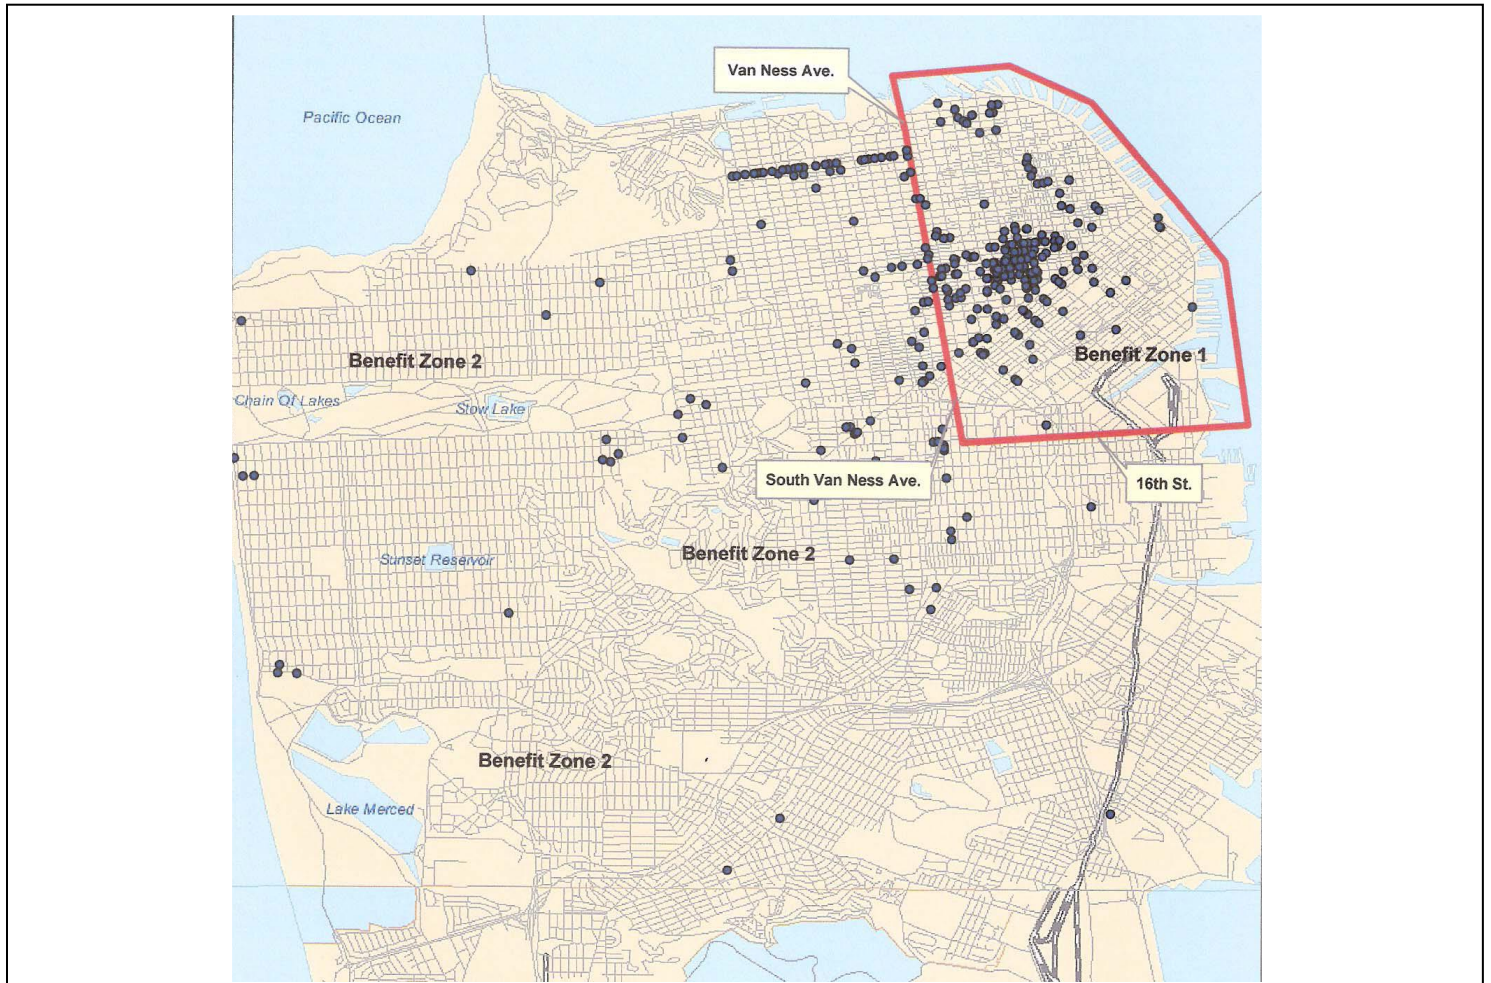 Van Ness Ave.
Pacific Ocean
Benefit Zone 1
Benefit Zone 2
Chain Of Lakes
Stow Lake
South Van Ness Ave.
16th St.
Benefit Zone 2
Sunset Reservoir
Benefit Zone 2
Lake Merced